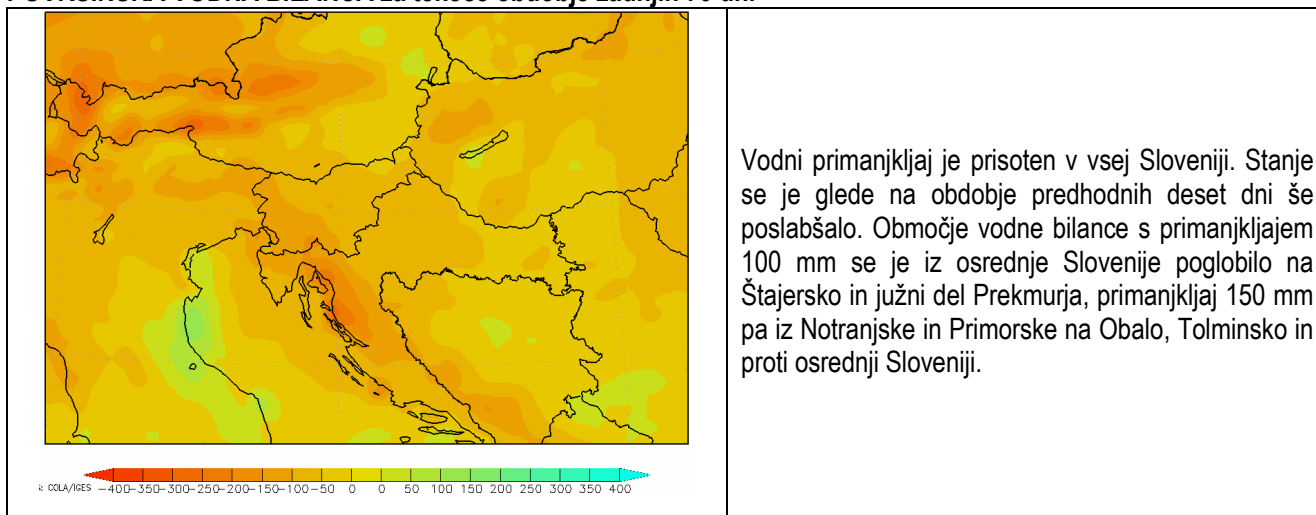 Vodni primanjkljaj je prisoten v vsej Sloveniji. Stanje
se je glede na obdobje predhodnih deset dni še
poslabšalo. Območje vodne bilance s primanjkljajem
100 mm se je iz osrednje Slovenije poglobilo na
Štajersko in južni del Prekmurja, primanjkljaj 150 mm
pa iz Notranjske in Primorske na Obalo, Tolminsko in
proti osrednji Sloveniji.
: COLA/IGES -400-350-300-250-200-150-100-50 0 0 50 100 150 200 250 300 350 400